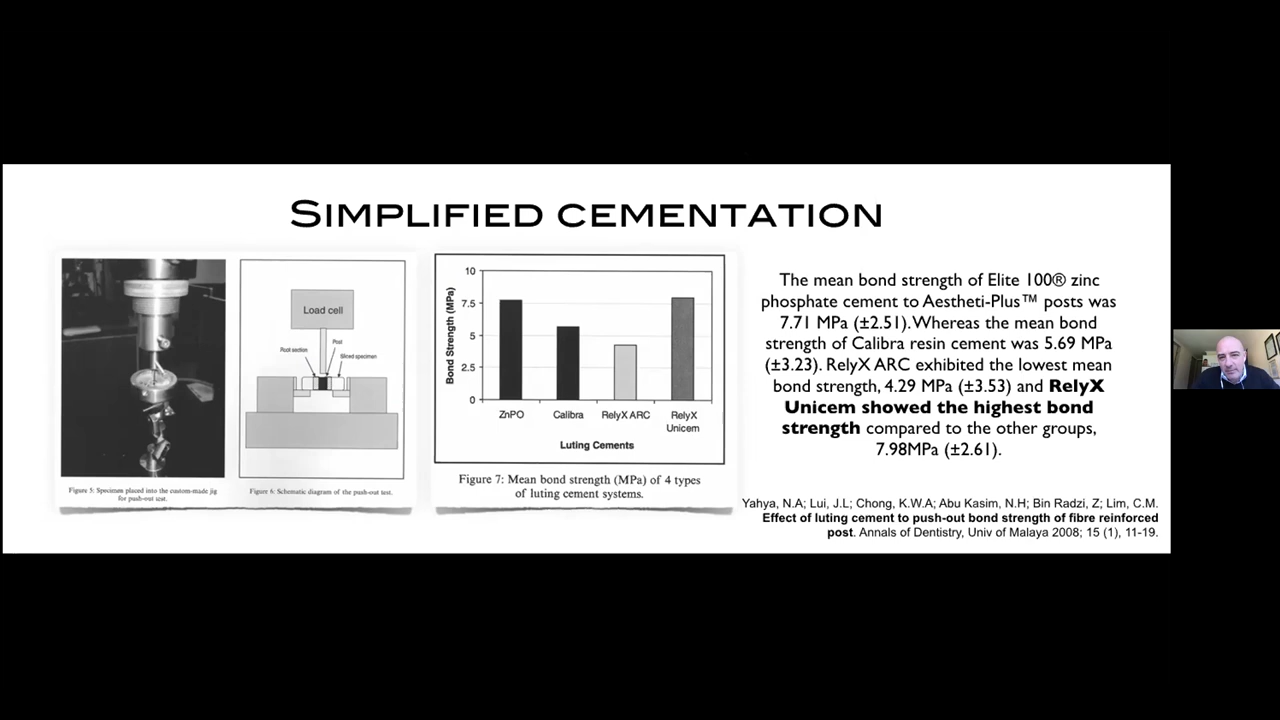 SIMPLIFIED CEMENTATION
Load cell
Post
Root section
Sliced specimen
Figure 5: Specimen placed into the custom-made jig
for push-out test.
Figure 6: Schematic diagram of the push-out test.
Bond Strength (MPa)
10
7.5
5
2.5
0
ZnPO
Calibra
RelyX ARC
RelyX
Unicem
Luting Cements
Figure 7: Mean bond strength (MPa) of 4 types
of luting cement systems.
The mean bond strength of Elite 100® zinc
phosphate cement to Aestheti-Plus™ posts was
7.71 MPa (±2.51). Whereas the mean bond
strength of Calibra resin cement was 5.69 MPa
(±3.23). RelyX ARC exhibited the lowest mean
bond strength, 4.29 MPa (±3.53) and RelyX
Unicem showed the highest bond
strength compared to the other groups,
7.98MPa (±2.61).
Yahya, N.A; Lui, J.L; Chong, K.W.A; Abu Kasim, N.H; Bin Radzi, Z; Lim, C.M.
Effect of luting cement to push-out bond strength of fibre reinforced
post. Annals of Dentistry, Univ of Malaya 2008; 15 (1), 11-19.